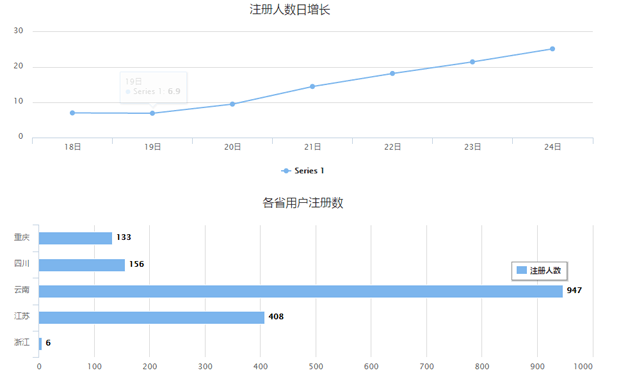 注册人数日增长
30
20
10
0
19日
Series 1: 6.9
18日 19日 20日 21日 22日 23日 24日
Series 1
各省用户注册数
重庆 133
四川 156
注册人数
云南 947
江苏 408
浙江 6
0 100 200 300 400 500 600 700 800 900 1000